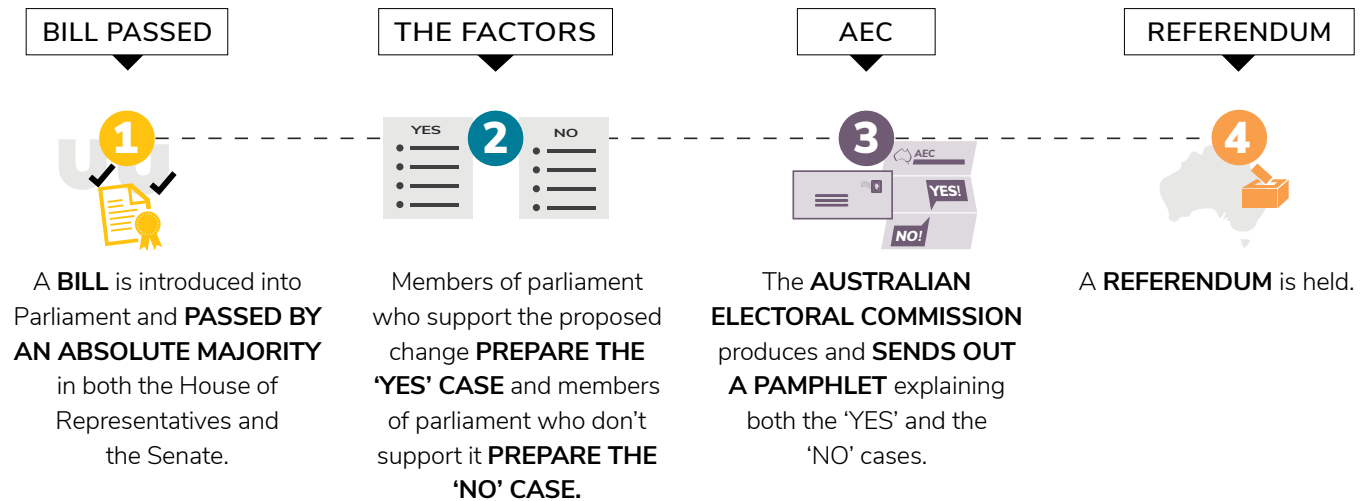 BILL PASSED
THE FACTORS
AEC
REFERENDUM
1
YES
2
NO
3
AEC
YES!
NO!
4
A BILL is introduced into
Parliament and PASSED BY
AN ABSOLUTE MAJORITY
in both the House of
Representatives and
the Senate.
Members of parliament
who support the proposed
change PREPARE THE
‘YES’ CASE and members
of parliament who don’t
support it PREPARE THE
‘NO’ CASE.
The AUSTRALIAN
ELECTORAL COMMISSION
produces and SENDS OUT
A PAMPHLET explaining
both the ‘YES’ and the
‘NO’ cases.
A REFERENDUM is held.